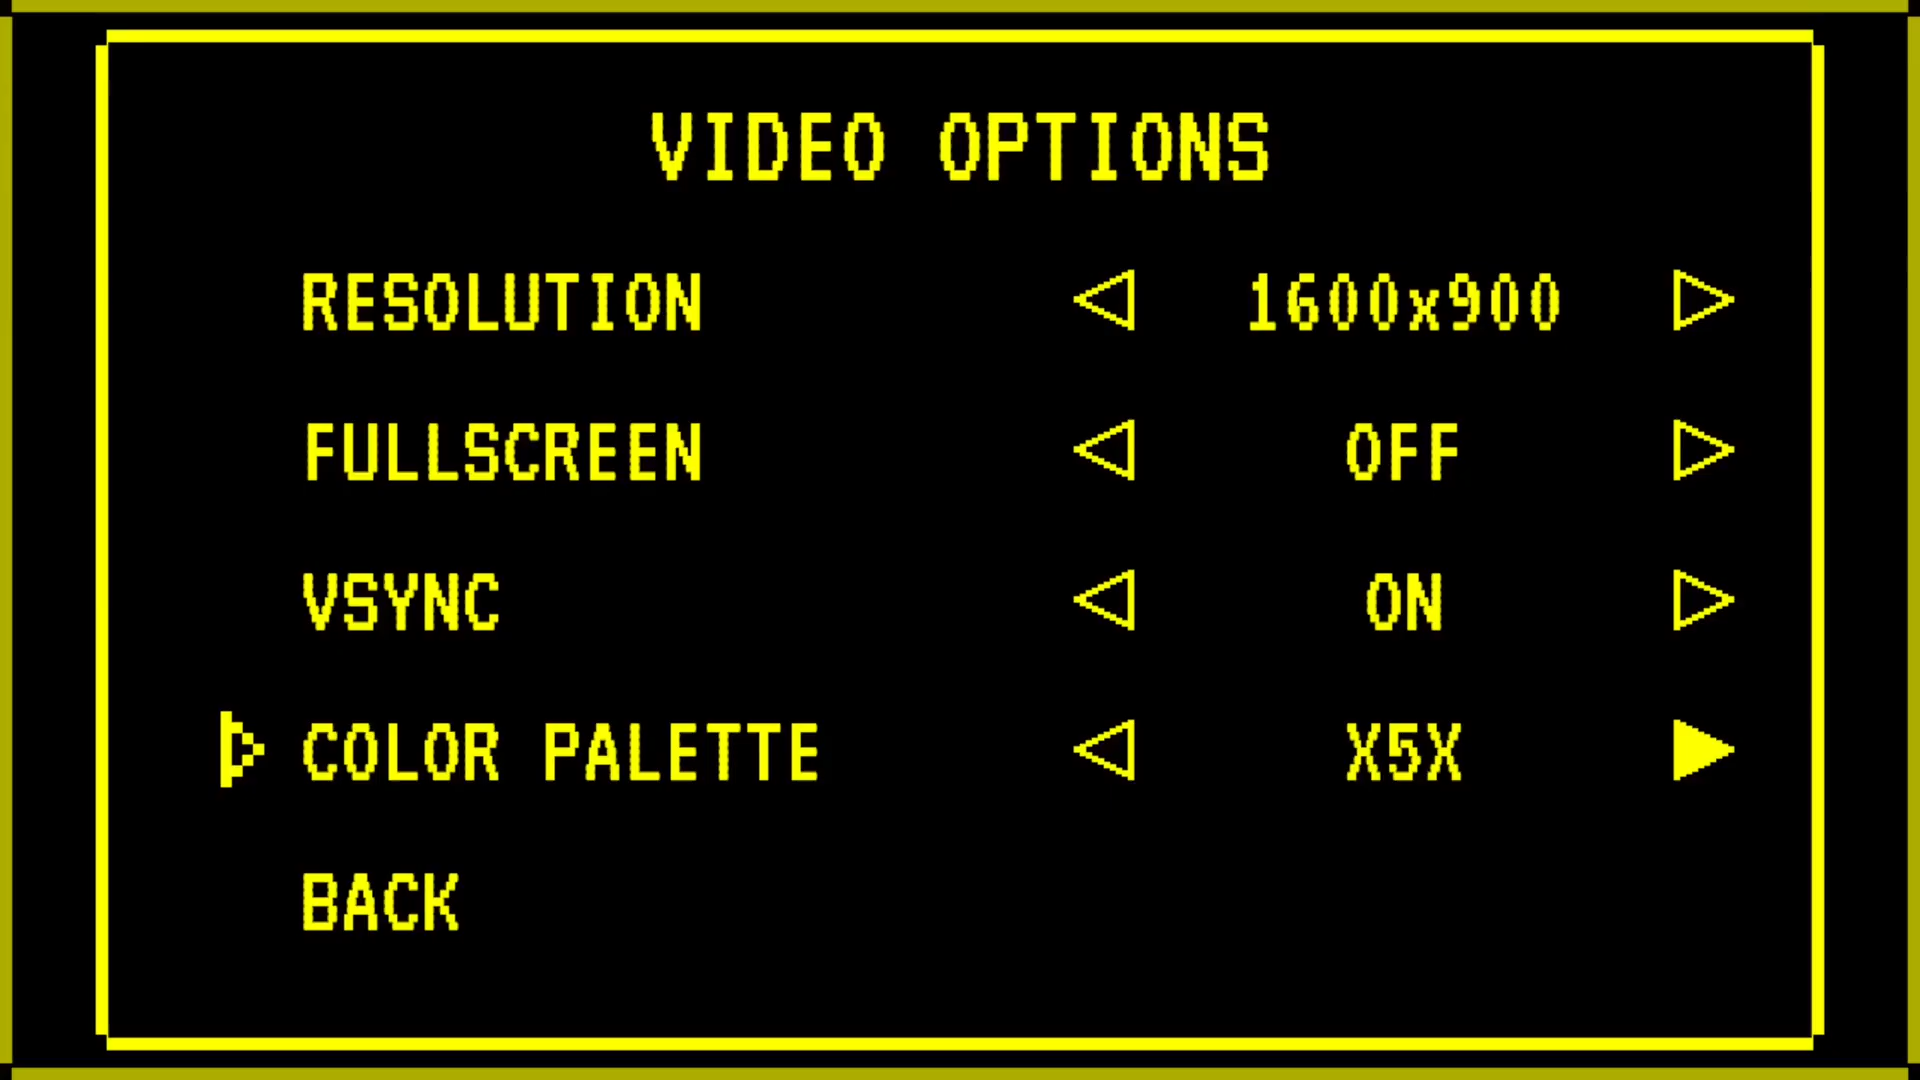 VIDEO OPTIONS
RESOLUTION 1600x900
FULLSCREEN OFF
VSYNC ON
COLOR PALETTE X5X
BACK